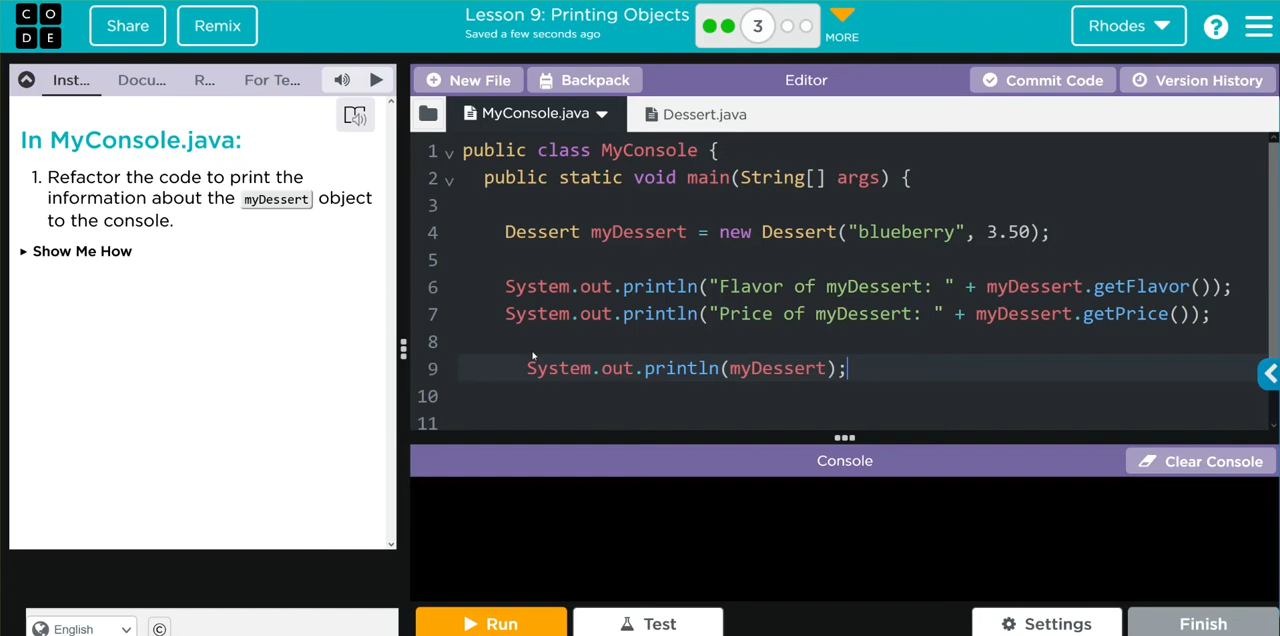 C O
D E
Share
Remix
Lesson 9: Printing Objects
Saved a few seconds ago
3
MORE
Rhodes
?
Inst...
Docu...
R...
For Te...
New File
Backpack
Editor
Commit Code
Version History
MyConsole.java
Dessert.java
In MyConsole.java:
1. Refactor the code to print the
information about the myDessert object
to the console.
Show Me How
1 public class MyConsole {
2 public static void main(String[] args) {
3
4 Dessert myDessert = new Dessert("blueberry", 3.50);
5
6 System.out.println("Flavor of myDessert: " + myDessert.getFlavor());
7 System.out.println("Price of myDessert: " + myDessert.getPrice());
8
9 System.out.println(myDessert);
10
11
Console
Clear Console
English
©
Run
Test
Settings
Finish